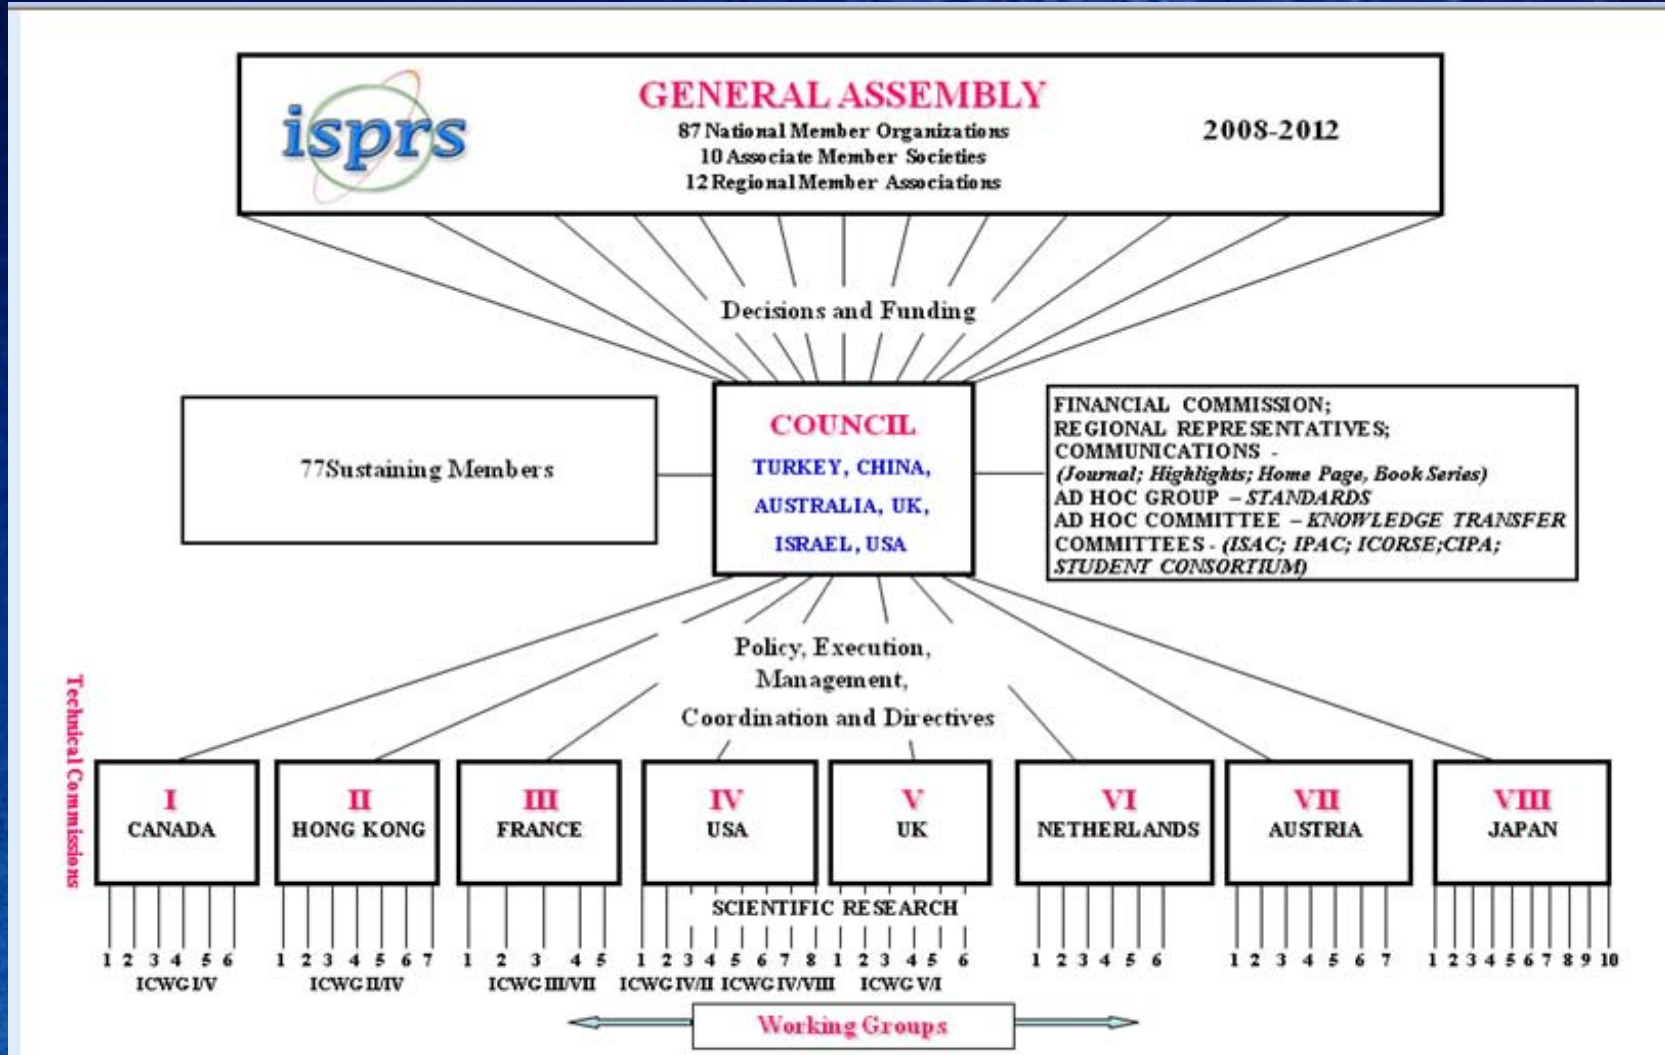 isprs
GENERAL ASSEMBLY
87 National Member Organizations
10 Associate Member Societies
12 Regional Member Associations
2008-2012
Decisions and Funding
77Sustaining Members
COUNCIL
TURKEY, CHINA,
AUSTRALIA, UK,
ISRAEL, USA
FINANCIAL COMMISSION;
REGIONAL REPRESENTATIVES;
COMMUNICATIONS -
(Journal; Highlights; Home Page, Book Series)
AD HOC GROUP – STANDARDS
AD HOC COMMITTEE – KNOWLEDGE TRANSFER
COMMITTEES - (ISAC; IPAC; ICORSE;CIPA;
STUDENT CONSORTIUM)
Policy, Execution,
Management,
Coordination and Directives
Technical Commissions
I
CANADA
II
HONG KONG
III
FRANCE
IV
USA
V
UK
VI
NETHERLANDS
VII
AUSTRIA
VIII
JAPAN
SCIENTIFIC RESEARCH
1 2 3 4 5 6
1 2 3 4 5 6 7
1 2 3 4 5
1 2 3 4 5 6 7 8
1 2 3 4 5 6
1 2 3 4 5 6
1 2 3 4 5 6 7
1 2 3 4 5 6 7 8 9 10
ICWG I/V
ICWG II/IV
ICWG III/VII
ICWG IV/II
ICWG IV/VIII
ICWG V/I
Working Groups